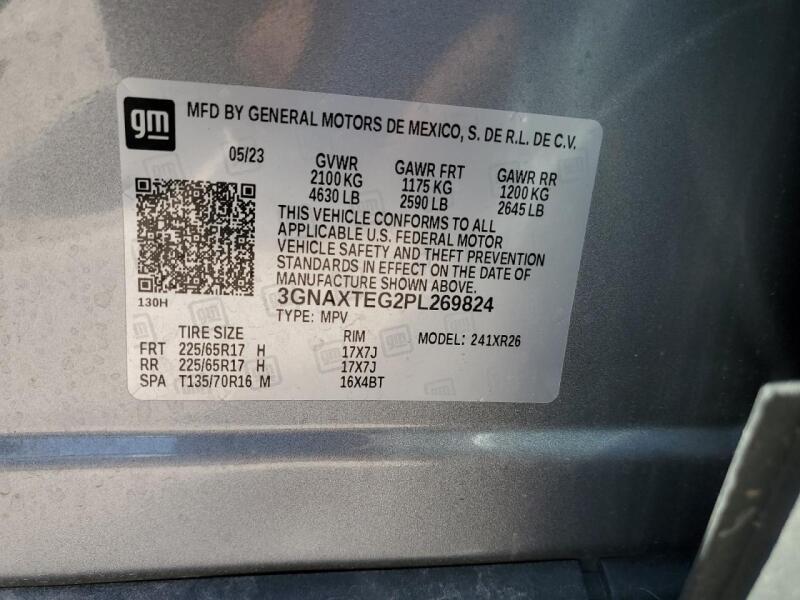 gm
MFD BY GENERAL MOTORS DE MEXICO, S. DE R.L. DE C.V.
05/23 GVWR GAWR FRT GAWR RR
2100 KG 1175 KG 1200 KG
4630 LB 2590 LB 2645 LB
THIS VEHICLE CONFORMS TO ALL
APPLICABLE U.S. FEDERAL MOTOR
VEHICLE SAFETY AND THEFT PREVENTION
STANDARDS IN EFFECT ON THE DATE OF
MANUFACTURE SHOWN ABOVE.
130H
3GNAXTEG2PL269824
TYPE: MPV
TIRE SIZE RIM MODEL: 241XR26
FRT 225/65R17 H 17X7J
RR 225/65R17 H 17X7J
SPA T135/70R16 M 16X4BT